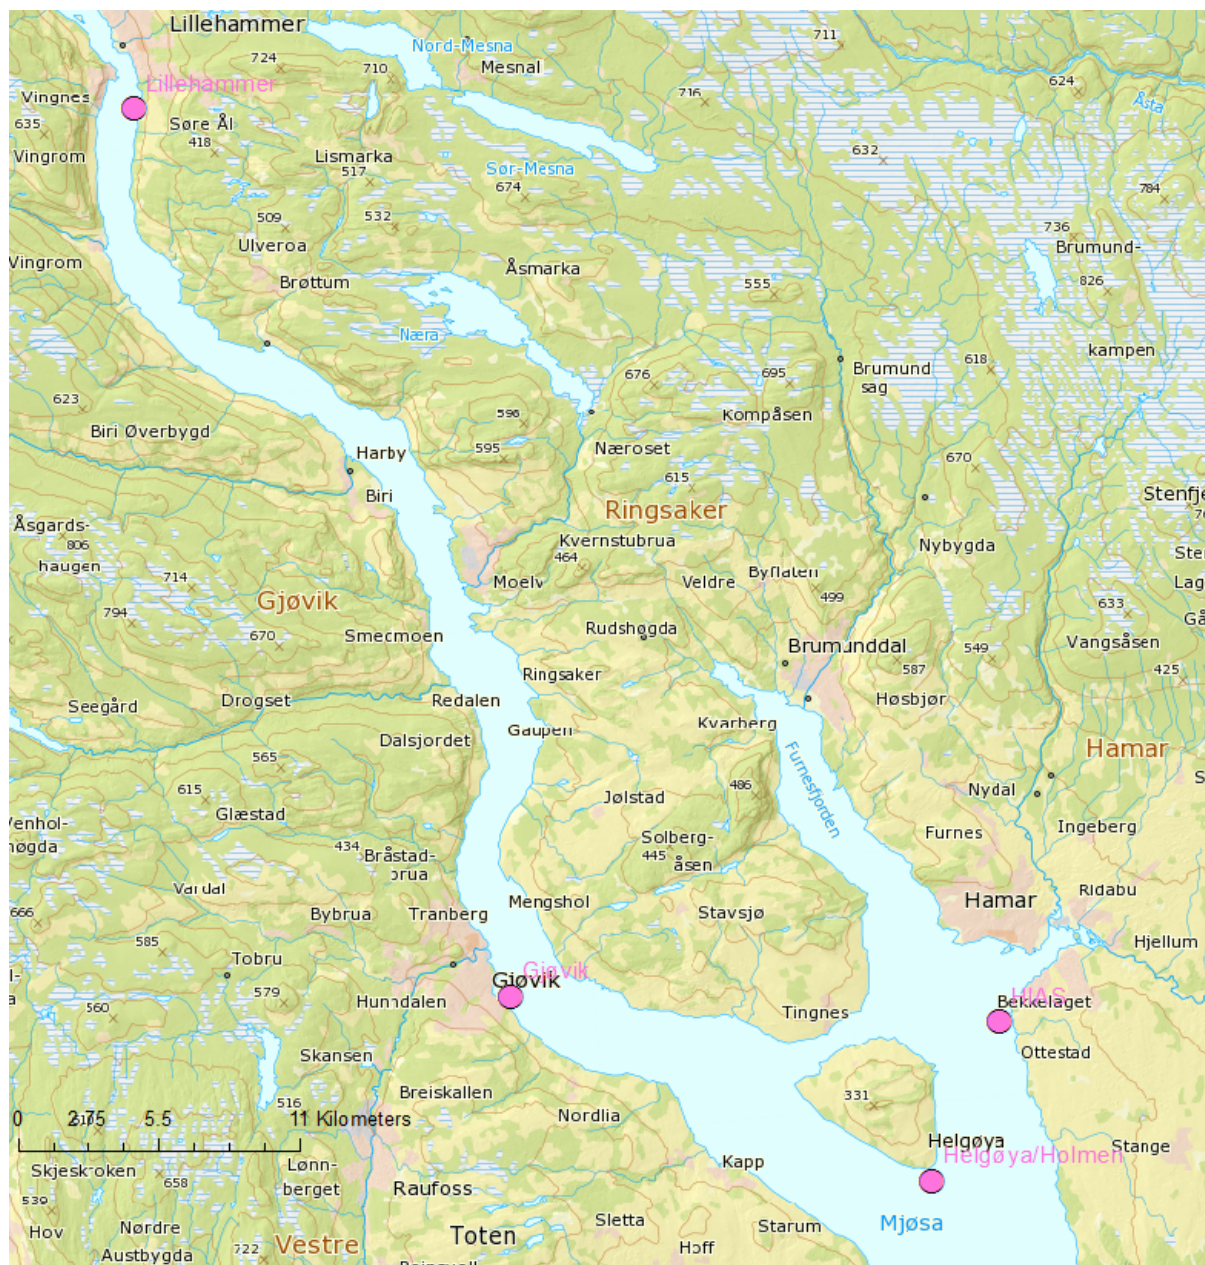 Lillehammer
Nord-Mesna
Mesnal
711
724
710
624
Lillehammer
Vingnes
716
Åsta
635
Søre Ål
418
Vingrom
Lismarka
517
632
Sør-Mesna
674
784
509
532
736
Ulveroa
Brumund-
Vingrom
Åsmarka
Brøttum
555
826
Næra
kampen
618
Brumund
sag
676
695
623
598
Kompåsen
Biri Øverbygd
595
Næroset
Harby
670
615
Biri
Stenfje
Ringsaker
Åsgards-
806
haugen
Kvernstubrua
464
Nybygda
714
Moelv
Veldre
Byflaten
Gjøvik
499
633
794
670
Smedmoen
Rudshøgda
Brumunddal
Vangsåsen
549
587
425
Ringsaker
Seegård
Drogset
Redalen
Høsbjør
Gaupen
Kvarberg
Dalsjordet
Hamar
Furnesfjorden
565
615
486
Nydal
Jølstad
Glæstad
Furnes
Ingeberg
434
Solberg-
445
åsen
Bråstad-
brua
Vardal
Ridabu
666
Bybrua
Tranberg
Mengshol
Stavsjø
Hamar
585
Hjellum
Tobru
Gjøvik
Gjøvik
579
Hunndalen
HIAS
Bekkelaget
560
Tingnes
Skansen
Ottestad
Breiskallen
331
516
0 2.75 5.5 11 Kilometers
Nordlia
Helgøya
Stange
Helgøya/Holmen
Skjeskroken
Lønn-
berget
Kapp
658
Raufoss
539
Hov
Nørdre
Sletta
Starum
Mjøsa
Toten
Vestre
722
Hoff
Austbygda